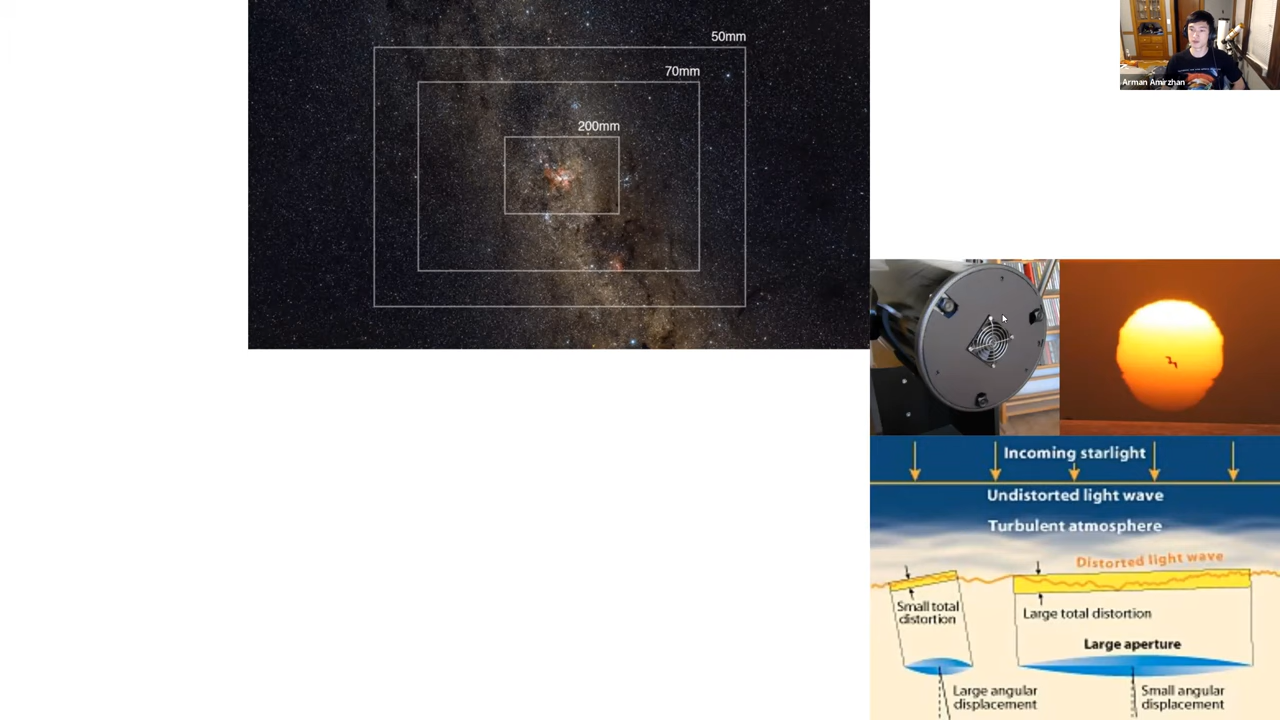 50mm
70mm
200mm
Arman Amirzhan
Incoming starlight
Undistorted light wave
Turbulent atmosphere
Distorted light wave
Small total
distortion
Large total distortion
Large aperture
Large angular
displacement
Small angular
displacement